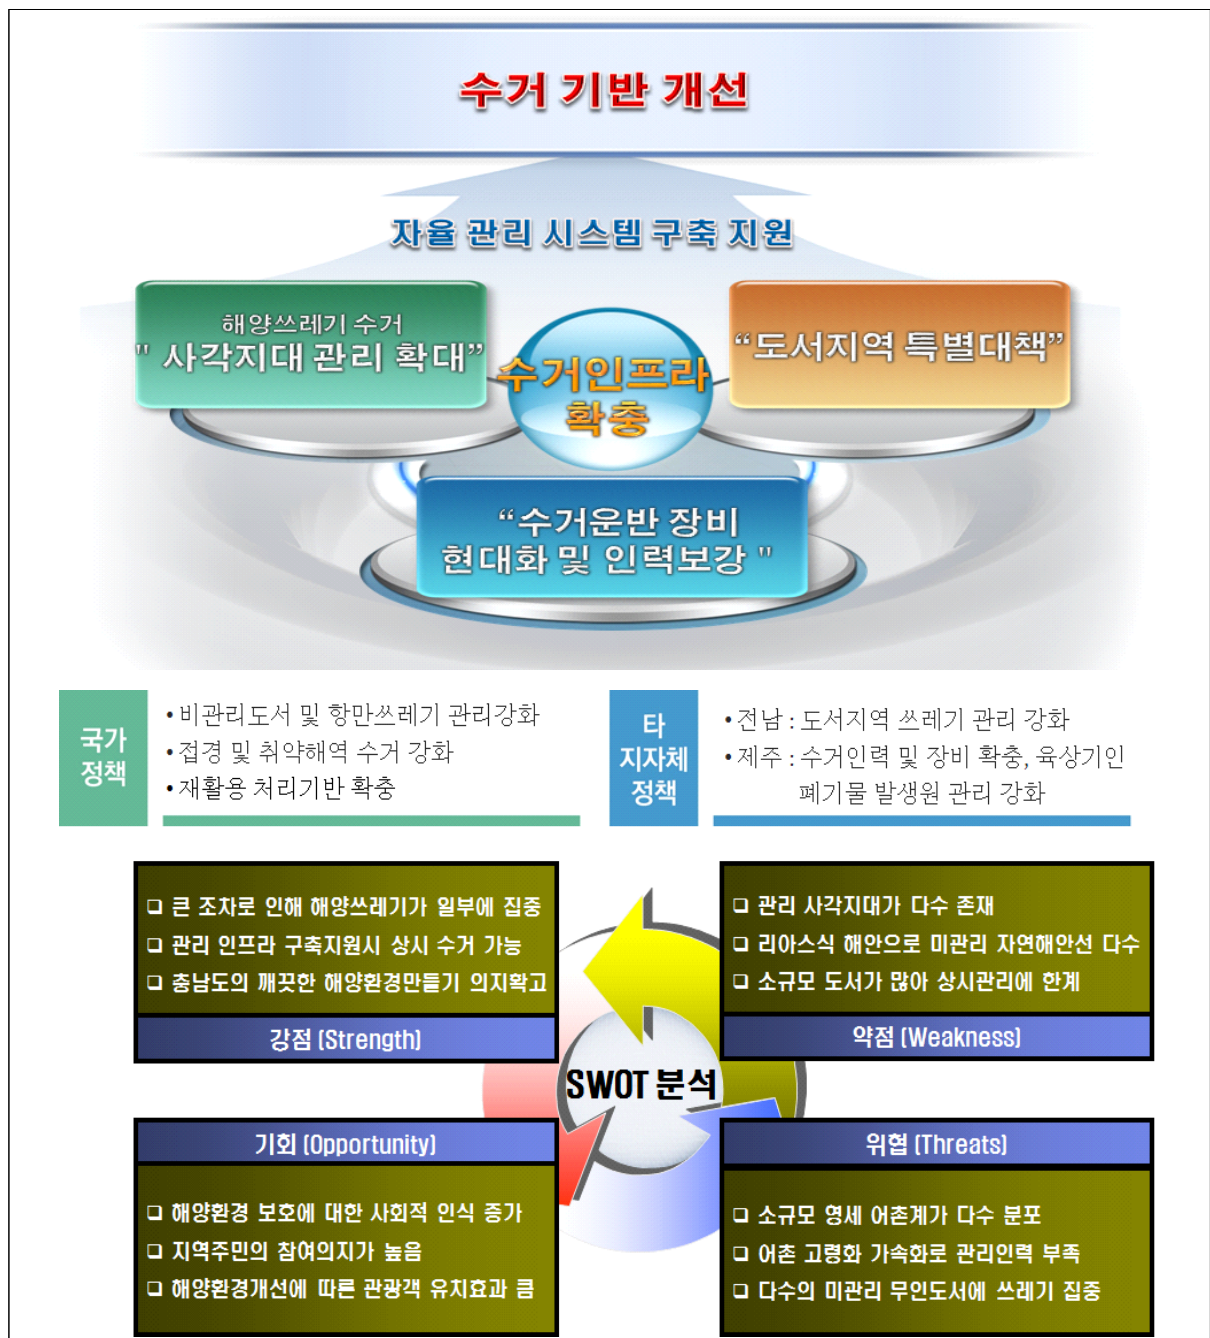 수거 기반 개선
자율 관리 시스템 구축 지원
해양쓰레기 수거
" 사각지대 관리 확대”
“도서지역 특별대책”
수거인프라
확충
“수거운반 장비
현대화 및 인력보강 "
국가
정책
• 비관리도서 및 항만쓰레기 관리강화
• 접경 및 취약해역 수거 강화
• 재활용 처리기반 확충
타
지자체
정책
• 전남 : 도서지역 쓰레기 관리 강화
• 제주 : 수거인력 및 장비 확충, 육상기인
폐기물 발생원 관리 강화
❑ 큰 조차로 인해 해양쓰레기가 일부에 집중
❑ 관리 인프라 구축지원시 상시 수거 가능
❑ 충남도의 깨끗한 해양환경만들기 의지확고
강점 (Strength)
❑ 관리 사각지대가 다수 존재
❑ 리아스식 해안으로 미관리 자연해안선 다수
❑ 소규모 도서가 많아 상시관리에 한계
약점 (Weakness)
SWOT 분석
기회 (Opportunity)
❑ 해양환경 보호에 대한 사회적 인식 증가
❑ 지역주민의 참여의지가 높음
❑ 해양환경개선에 따른 관광객 유치효과 큼
위협 (Threats)
❑ 소규모 영세 어촌계가 다수 분포
❑ 어촌 고령화 가속화로 관리인력 부족
❑ 다수의 미관리 무인도서에 쓰레기 집중